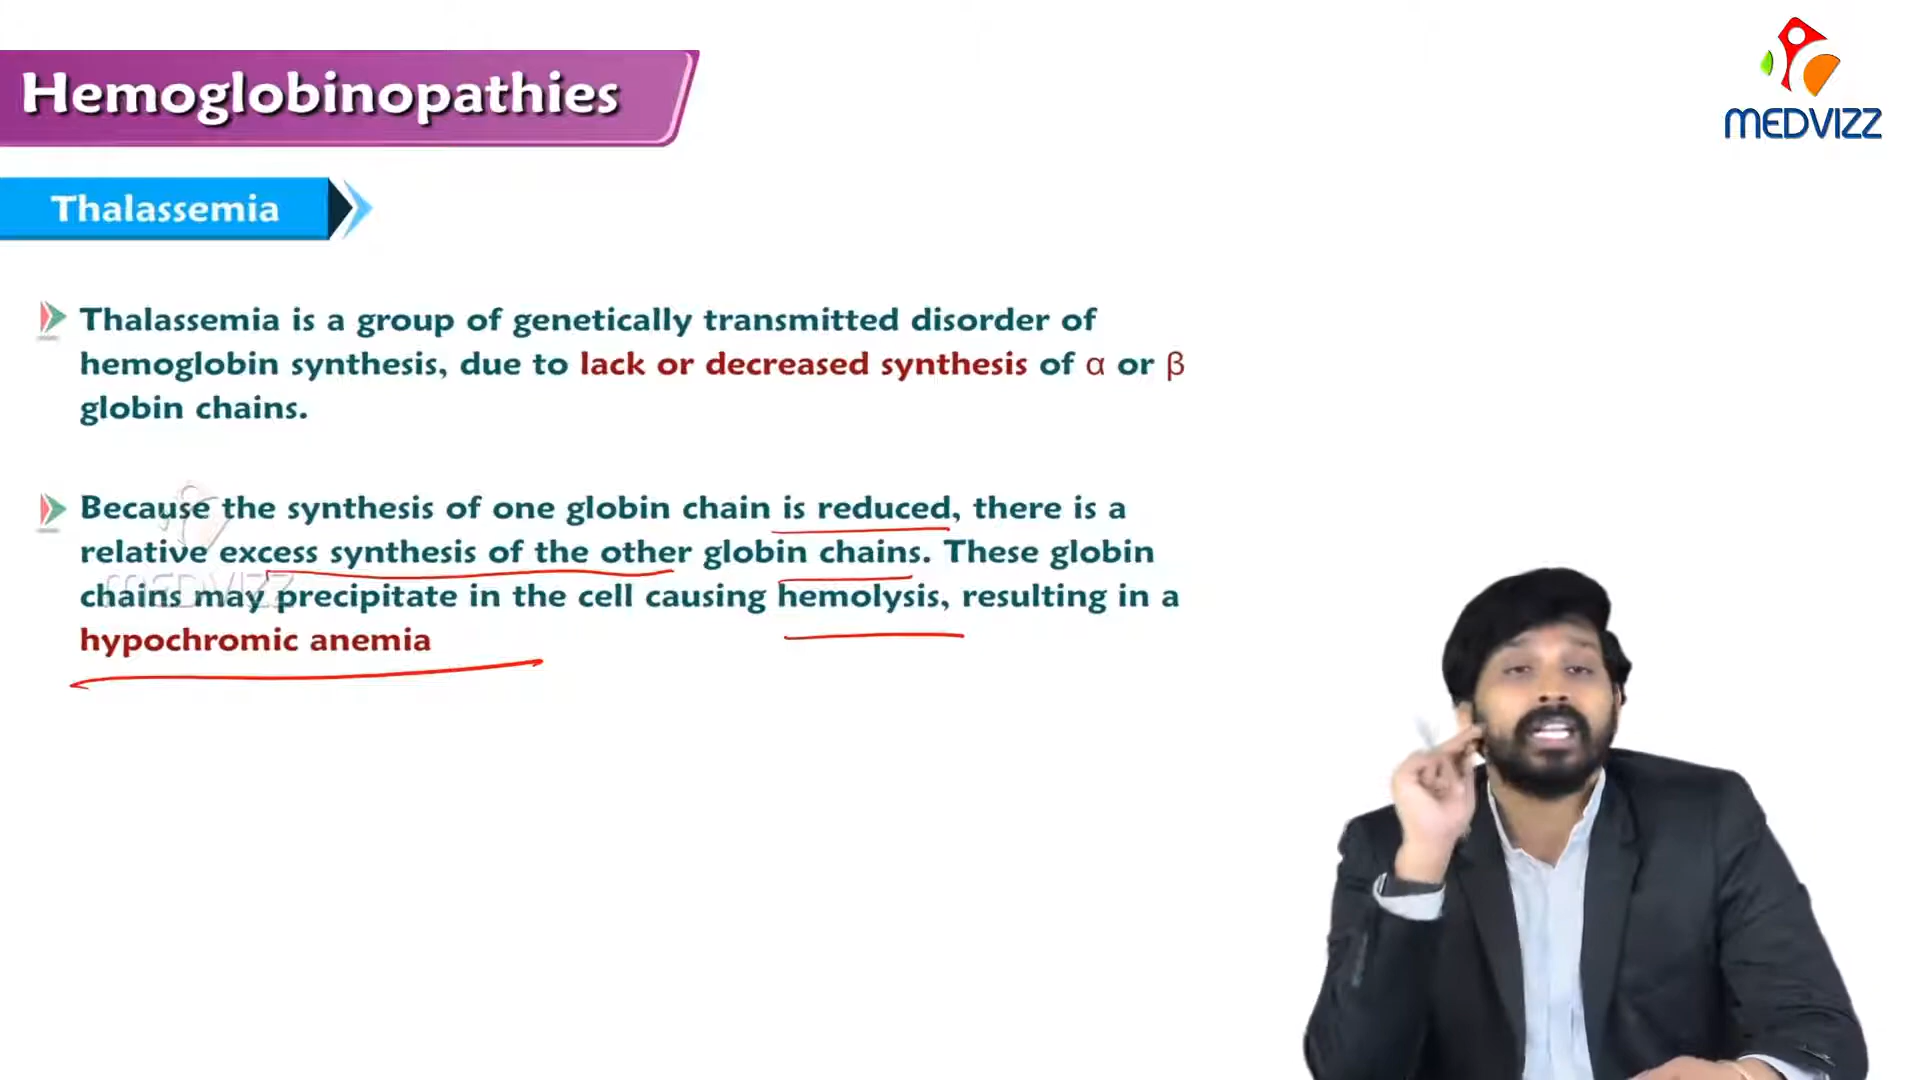 Hemoglobinopathies
MEDVIZZ
Thalassemia
Thalassemia is a group of genetically transmitted disorder of
hemoglobin synthesis, due to lack or decreased synthesis of α or β
globin chains.
Because the synthesis of one globin chain is reduced, there is a
relative excess synthesis of the other globin chains. These globin
chains may precipitate in the cell causing hemolysis, resulting in a
hypochromic anemia
MEDVIZZ